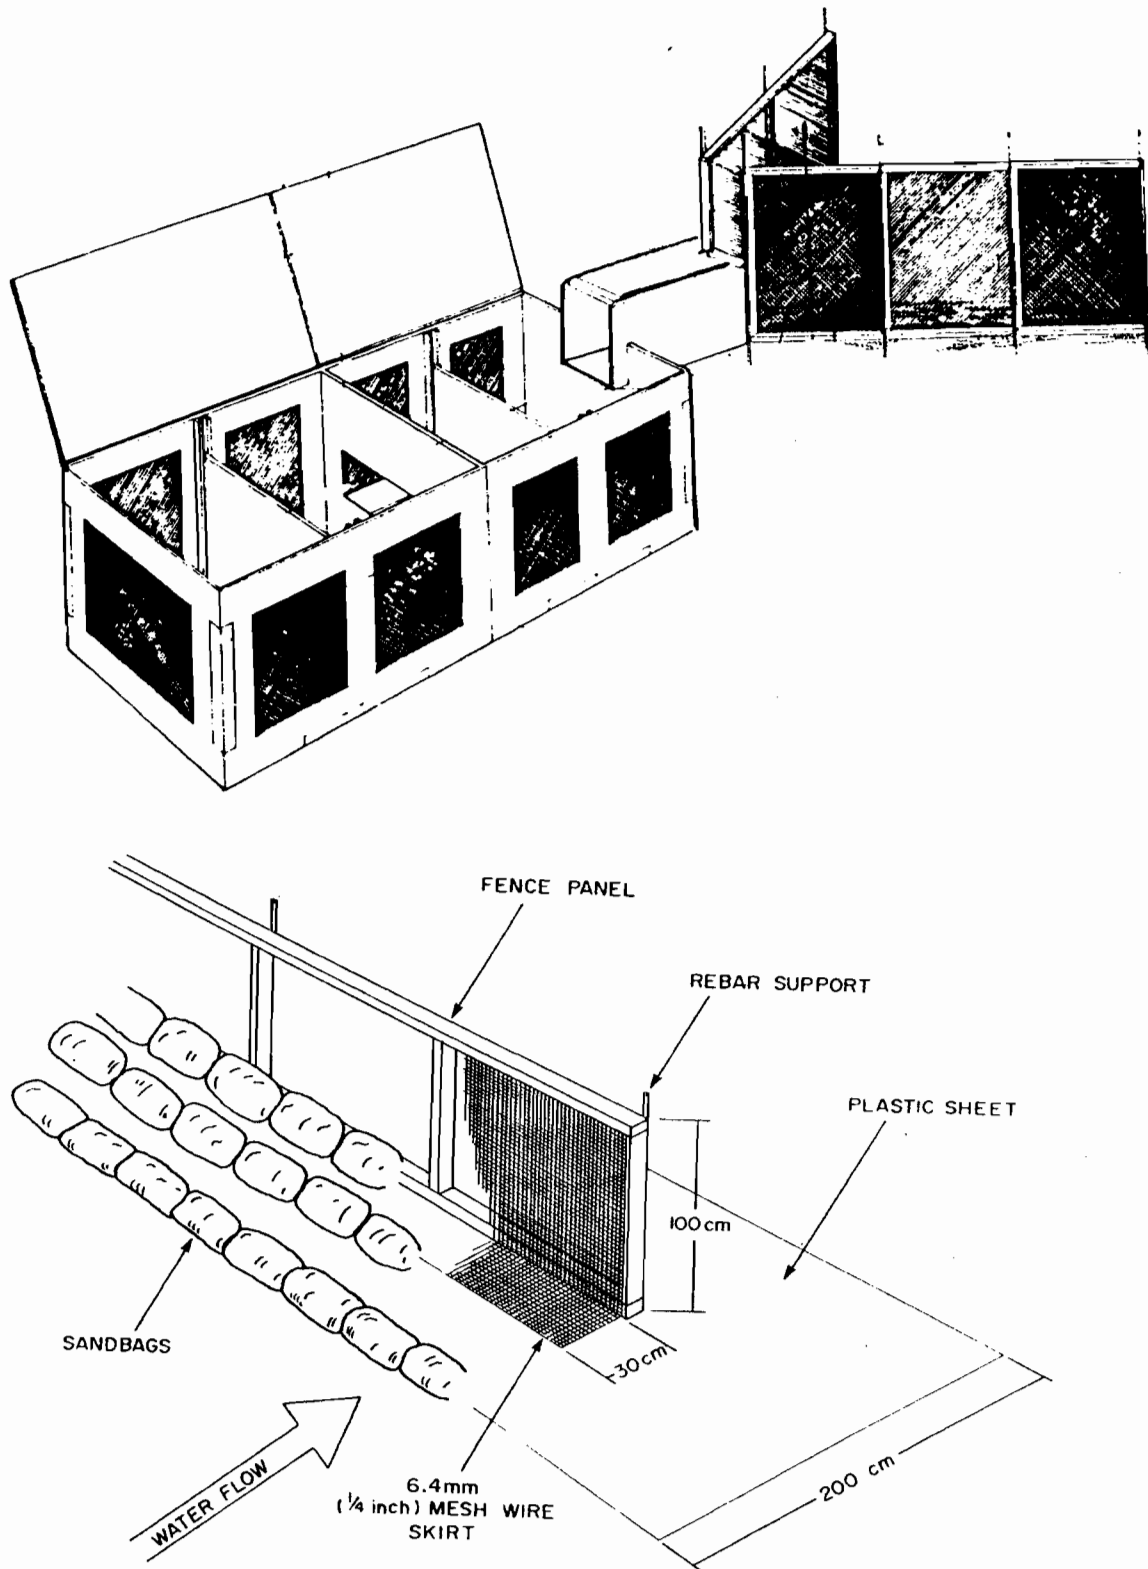 FENCE PANEL
REBAR SUPPORT
PLASTIC SHEET
100cm
SANDBAGS
30cm
WATER FLOW
6.4mm
(¼ inch) MESH WIRE
SKIRT
200 cm